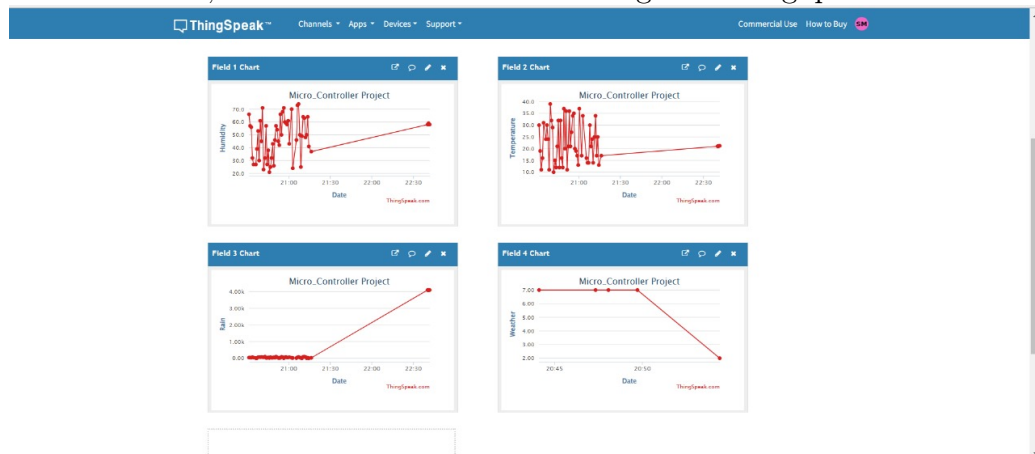 ThingSpeak™ Channels Apps Devices Support Commercial Use How to Buy SM
Field 1 Chart
Micro_Controller Project
Humidity
70.0
60.0
50.0
40.0
30.0
20.0
21:00 21:30 22:00 22:30
Date
ThingSpeak.com
Field 2 Chart
Micro_Controller Project
Temperature
40.0
35.0
30.0
25.0
20.0
15.0
10.0
21:00 21:30 22:00 22:30
Date
ThingSpeak.com
Field 3 Chart
Micro_Controller Project
Rain
4.00k
3.00k
2.00k
1.00k
0.00
21:00 21:30 22:00 22:30
Date
ThingSpeak.com
Field 4 Chart
Micro_Controller Project
Weather
7.00
6.00
5.00
4.00
3.00
2.00
20:45 20:50
Date
ThingSpeak.com